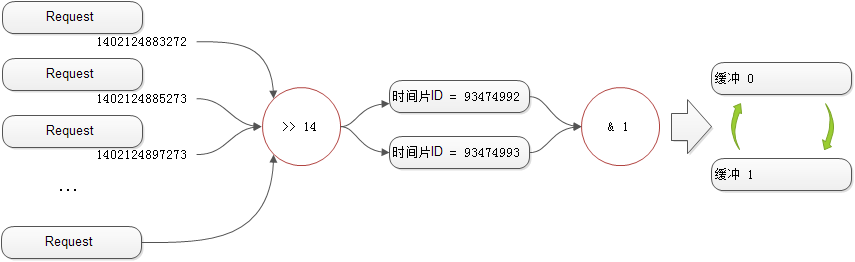 Request
1402124883272
Request
1402124885273
Request
1402124897273
...
Request
>> 14
时间片ID = 93474992
时间片ID = 93474993
& 1
缓冲 0
缓冲 1